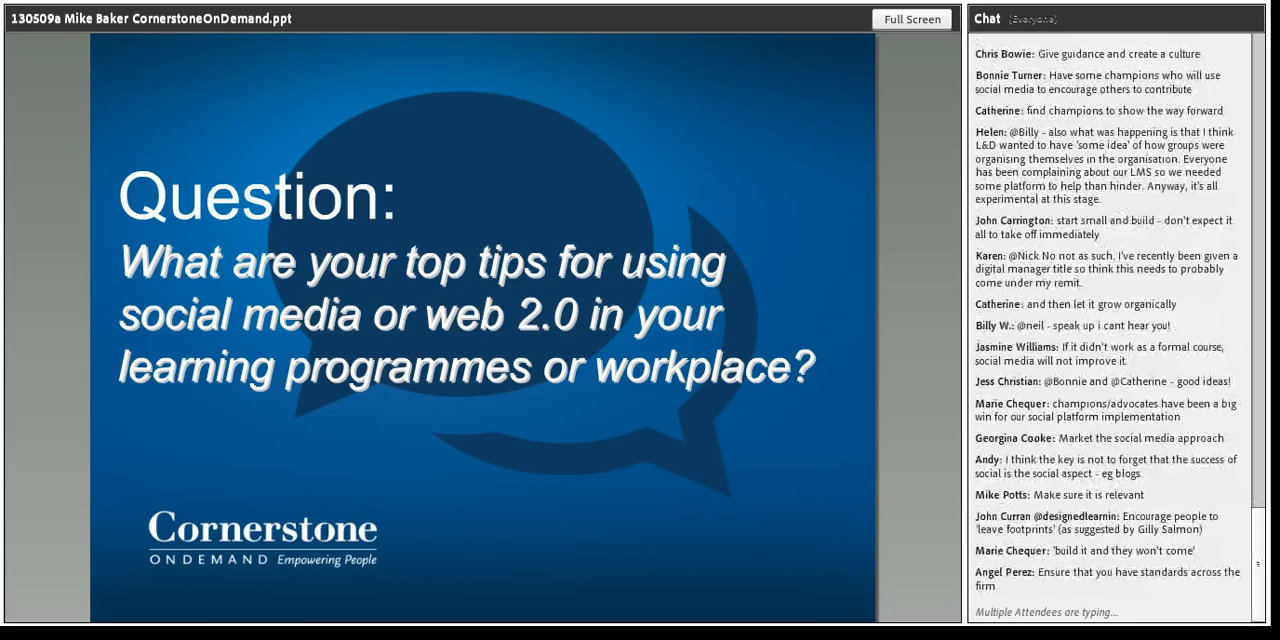 130509a Mike Baker CornerstoneOnDemand.ppt
Full Screen
Question:
What are your top tips for using
social media or web 2.0 in your
learning programmes or workplace?
Cornerstone
ONDEMAND Empowering People
Chat (Everyone)
Chris Bowie: Give guidance and create a culture
Bonnie Turner: Have some champions who will use
social media to encourage others to contribute
Catherine: find champions to show the way forward
Helen: @Billy - also what was happening is that I think
L&D wanted to have 'some idea' of how groups were
organising themselves in the organisation. Everyone
has been complaining about our LMS so we needed
some platform to help than hinder. Anyway, it's all
experimental at this stage.
John Carrington: start small and build - don't expect it
all to take off immediately
Karen: @Nick No not as such. I've recently been given a
digital manager title so think this needs to probably
come under my remit.
Catherine: and then let it grow organically
Billy W.: @neil - speak up i cant hear you!
Jasmine Williams: If it didn't work as a formal course,
social media will not improve it.
Jess Christian: @Bonnie and @Catherine - good ideas!
Marie Chequer: champions/advocates have been a big
win for our social platform implementation
Georgina Cooke: Market the social media approach
Andy: I think the key is not to forget that the success of
social is the social aspect - eg blogs
Mike Potts: Make sure it is relevant
John Curran @designedlearnin: Encourage people to
'leave footprints' (as suggested by Gilly Salmon)
Marie Chequer: 'build it and they won't come'
Angel Perez: Ensure that you have standards across the
firm
Multiple Attendees are typing...